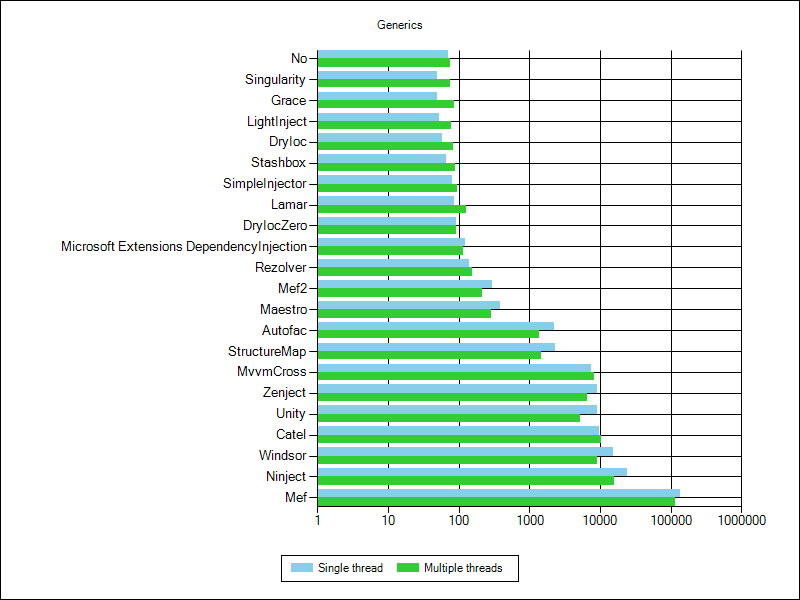 Generics
No
Singularity
Grace
LightInject
DryIoc
Stashbox
SimpleInjector
Lamar
DryIocZero
Microsoft Extensions DependencyInjection
Rezolver
Mef2
Maestro
Autofac
StructureMap
MvvmCross
Zenject
Unity
Catel
Windsor
Ninject
Mef
1 10 100 1000 10000 100000 1000000
Single thread Multiple threads